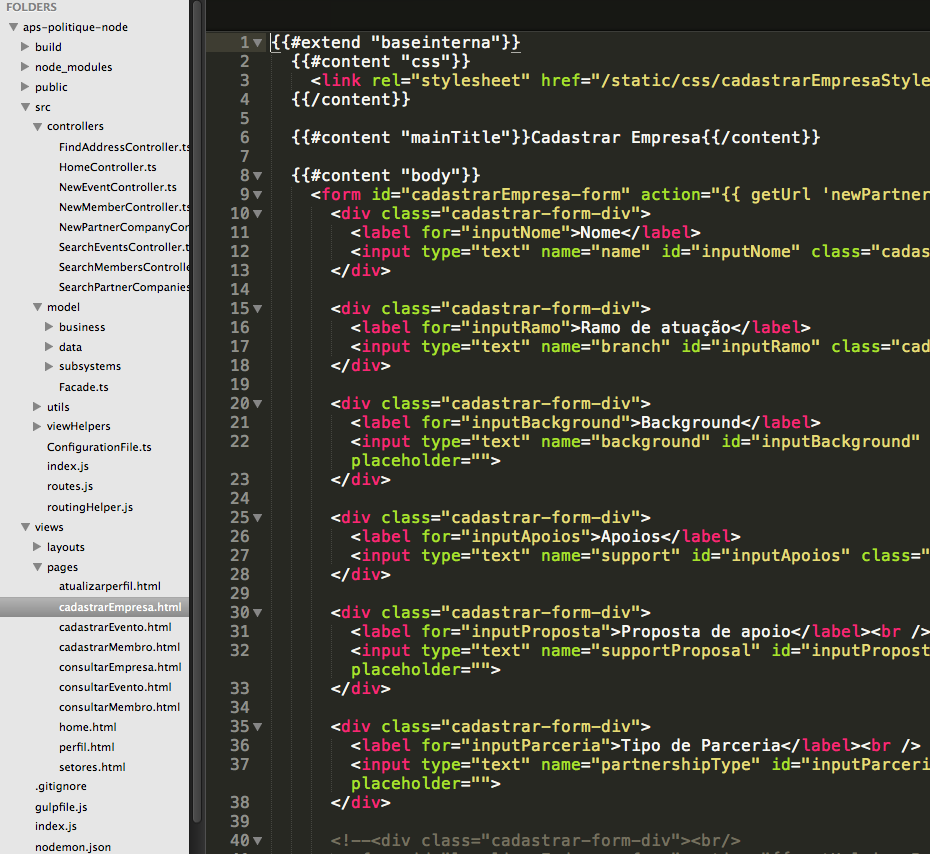 FOLDERS
aps-politique-node
build
node_modules
public
src
controllers
FindAddressController.ts
HomeController.ts
NewEventController.ts
NewMemberController.ts
NewPartnerCompanyCon
SearchEventsController.t
SearchMembersControlle
SearchPartnerCompanies
model
business
data
subsystems
Facade.ts
utils
viewHelpers
ConfigurationFile.ts
index.js
routes.js
routingHelper.js
views
layouts
pages
atualizarperfil.html
cadastrarEmpresa.html
cadastrarEvento.html
cadastrarMembro.html
consultarEmpresa.html
consultarEvento.html
consultarMembro.html
home.html
perfil.html
setores.html
.gitignore
gulpfile.js
index.js
nodemon.json
1 {{#extend "baseinterna"}}
2 {{#content "css"}}
3 <link rel="stylesheet" href="/static/css/cadastrarEmpresaStyle
4 {{/content}}
5
6 {{#content "mainTitle"}}Cadastrar Empresa{{/content}}
7
8 {{#content "body"}}
9 <form id="cadastrarEmpresa-form" action="{{ getUrl 'newPartner
10 <div class="cadastrar-form-div">
11 <label for="inputNome">Nome</label>
12 <input type="text" name="name" id="inputNome" class="cadas
13 </div>
14
15 <div class="cadastrar-form-div">
16 <label for="inputRamo">Ramo de atuação</label>
17 <input type="text" name="branch" id="inputRamo" class="cad
18 </div>
19
20 <div class="cadastrar-form-div">
21 <label for="inputBackground">Background</label>
22 <input type="text" name="background" id="inputBackground"
placeholder="">
23 </div>
24
25 <div class="cadastrar-form-div">
26 <label for="inputApoios">Apoios</label>
27 <input type="text" name="support" id="inputApoios" class="
28 </div>
29
30 <div class="cadastrar-form-div">
31 <label for="inputProposta">Proposta de apoio</label><br />
32 <input type="text" name="supportProposal" id="inputPropost
placeholder="">
33 </div>
34
35 <div class="cadastrar-form-div">
36 <label for="inputParceria">Tipo de Parceria</label><br />
37 <input type="text" name="partnershipType" id="inputParceri
placeholder="">
38 </div>
39
40 <!--<div class="cadastrar-form-div"><br/>